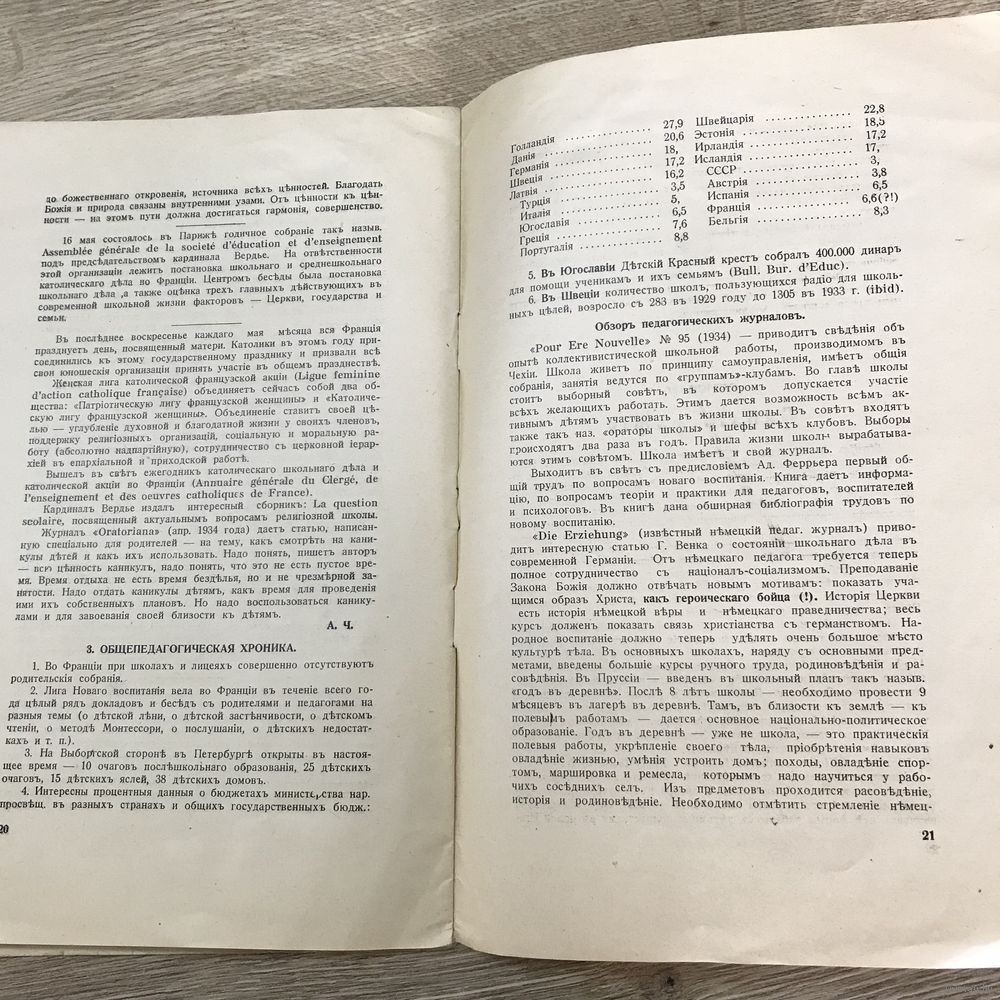 до божественнаго откровенія, источника всѣхъ цѣнностей. Благодать
Божія и природа связаны внутренними узами. Отъ цѣнности къ цѣн-
ности — на этомъ пути должна достигаться гармонія, совершенство.
16 мая состоялось въ Парижѣ годичное собраніе такъ назыв.
Assemblée générale de la societé d'éducation et d'enseignement
подъ предсѣдательствомъ кардинала Вердье. На отвѣтственности
этой организаціи лежитъ постановка школьнаго и среднешкольнаго
католическаго дѣла во Франціи. Центромъ бесѣды была постановка
школьнаго дѣла ,а также оцѣнка трехъ главныхъ дѣйствующихъ въ
современной школьной жизни факторовъ — Церкви, государства и
семьи.
Въ послѣднее воскресенье каждаго мая мѣсяца вся Франція
празднуетъ день, посвященный матери. Католики въ этомъ году при-
соединились къ этому государственному празднику и призвали всѣ
свои юношескія организаціи принять участіе въ общемъ празднествѣ.
Женская лига католической французской акціи (Ligue feminine
d'action catholique française) объединяетъ сейчасъ собой два об-
щества: «Патріотическую лигу французской женщины» и «Католиче-
скую лигу французской женщины». Объединеніе ставитъ своей цѣ-
лью — углубленіе духовной и благодатной жизни у своихъ членовъ,
поддержку религіозныхъ организацій, соціальную и моральную ра-
боту (абсолютно надпартійную), сотрудничество съ церковной іерар-
хіей въ епархіальной и приходской работѣ.
Вышелъ въ свѣтъ ежегодникъ католическаго школьнаго дѣла и
католической акціи во Франціи (Annuaire générale du Clergé, de
l'enseignement et des oeuvres catholiques de France).
Кардиналъ Вердье издалъ интересный сборникъ: La question
scolaire, посвященный актуальнымъ вопросамъ религіозной школы.
Журналъ «Oratoriana» (апр. 1934 года) даетъ статью, написан-
ную спеціально для родителей — на тему, какъ смотрѣть на кани-
кулы дѣтей и какъ ихъ использовать. Надо понять, пишетъ авторъ
— всю цѣнность каникулъ, надо понять, что это не есть пустое вре-
мя. Время отдыха не есть время бездѣлья, но и не чрезмѣрной за-
нятости. Надо отдать каникулы дѣтямъ, какъ время для проведенія
ими ихъ собственныхъ плановъ. Но надо воспользоваться канику-
лами и для завоеванія своей близости къ дѣтямъ.
А. Ч.
3. ОБЩЕПЕДАГОГИЧЕСКАЯ ХРОНИКА.
1. Во Франціи при школахъ и лицеяхъ совершенно отсутствуютъ
родительскія собранія.
2. Лига Новаго воспитанія вела во Франціи въ теченіе всего го-
да цѣлый рядъ докладовъ и бесѣдъ съ родителями и педагогами на
разныя темы (о дѣтской лѣни, о дѣтской застѣнчивости, о дѣтскомъ
чтеніи, о методѣ Монтессори, о послушаніи, о дѣтскихъ недостат-
кахъ и т. п.).
3. На Выборгской сторонѣ въ Петербургѣ открыты въ настоя-
щее время — 10 очаговъ послѣшкольнаго образованія, 25 дѣтскихъ
очаговъ, 15 дѣтскихъ яслей, 38 дѣтскихъ домовъ.
4. Интересны процентныя данныя о бюджетахъ министерства нар.
просвѣщ. въ разныхъ странахъ и общихъ государственныхъ бюдж.:
20
Голландія .......... 27,9 Швейцарія .......... 22,8
Данія .......... 20,6 Эстонія .......... 18,5
Германія .......... 18, Ирландія .......... 17,2
Швеція .......... 17,2 Исландія .......... 17,
Латвія .......... 16,2 СССР .......... 3,
Турція .......... 3,5 Австрія .......... 3,8
Италія .......... 5, Испанія .......... 6,5
Югославія .......... 6,5 Франція .......... 6,6(?!)
Греція .......... 7,6 Бельгія .......... 8,3
Португалія .......... 8,8
5. Въ Югославіи Дѣтскій Красный крестъ собралъ 400.000 динаръ
для помощи ученикамъ и ихъ семьямъ (Bull. Bur. d'Educ).
6. Въ Швеціи количество школъ, пользующихся радіо для школь-
ныхъ цѣлей, возросло съ 283 въ 1929 году до 1305 въ 1933 г. (ibid).
Обзоръ педагогическихъ журналовъ.
«Pour Ere Nouvelle» № 95 (1934) — приводитъ свѣдѣнія объ
опытѣ коллективистической школьной работы, производимомъ въ
Чехіи. Школа живетъ по принципу самоуправленія, имѣетъ общія
собранія, занятія ведутся по «группамъ»-клубамъ. Во главѣ школы
стоитъ выборный совѣтъ, въ которомъ допускается участіе
всѣхъ желающихъ работать. Этимъ дается возможность всѣмъ ак-
тивнымъ дѣтямъ участвовать въ жизни школы. Въ совѣтъ входятъ
также такъ наз. «ораторы школы» и шефы всѣхъ клубовъ. Выборы
происходятъ два раза въ годъ. Правила жизни школы вырабатыва-
ются этимъ совѣтомъ. Школа имѣетъ и свой журналъ.
Выходитъ въ свѣтъ съ предисловіемъ Ад. Феррьера первый об-
щій трудъ по вопросамъ новаго воспитанія. Книга даетъ информа-
цію, по вопросамъ теоріи и практики для педагоговъ, воспитателей
и психологовъ. Въ книгѣ дана обширная библіографія трудовъ по
новому воспитанію.
«Die Erziehung» (извѣстный нѣмецкій педаг. журналъ) приво-
дитъ интересную статью Г. Венка о состояніи школьнаго дѣла въ
современной Германіи. Отъ нѣмецкаго педагога требуется теперь
полное сотрудничество съ націоналъ-соціализмомъ. Преподаваніе
Закона Божія должно отвѣчать новымъ мотивамъ: показать уча-
щимся образъ Христа, какъ героическаго бойца (!). Исторія Церкви
есть исторія нѣмецкой вѣры и нѣмецкаго праведничества; весь
курсъ долженъ показать связь христіанства съ германствомъ. На-
родное воспитаніе должно теперь удѣлять очень большое мѣсто
культурѣ тѣла. Въ основныхъ школахъ, наряду съ основными пред-
метами, введены большіе курсы ручного труда, родиновѣдѣнія и ра-
совѣдѣнія. Въ Пруссіи — введенъ въ школьный планъ такъ назыв.
«годъ въ деревнѣ». Послѣ 8 лѣтъ школы — необходимо провести 9
мѣсяцевъ въ лагерѣ въ деревнѣ. Тамъ, въ близости къ землѣ — къ
полевымъ работамъ — дается основное національно-политическое
образованіе. Годъ въ деревнѣ — уже не школа, — это практическія
полевыя работы, укрѣпленіе своего тѣла, пріобрѣтенія навыковъ
овладѣніе жизнью, умѣнія устроить домъ; походы, овладѣніе спор-
томъ, маршировка и ремесла, которымъ надо научиться у рабо-
чихъ сосѣднихъ селъ. Изъ предметовъ проходится расовѣдѣніе,
исторія и родиновѣдѣніе. Необходимо отмѣтить стремленіе нѣмец-
21